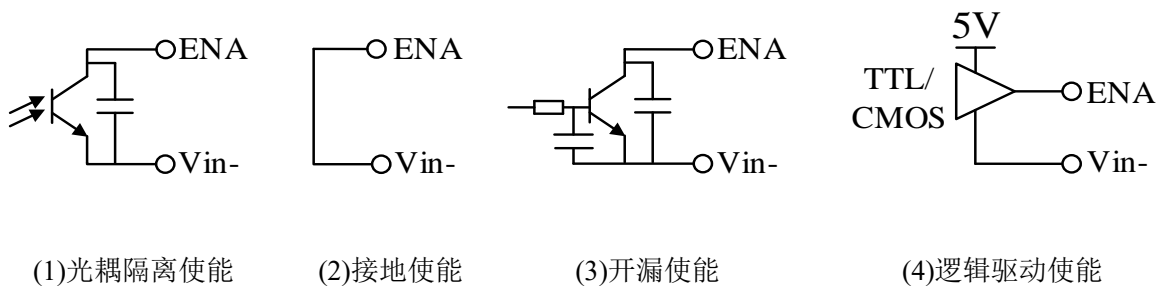 ENA
Vin-
(1)光耦隔离使能
ENA
Vin-
(2)接地使能
ENA
Vin-
(3)开漏使能
5V
TTL/
CMOS
ENA
Vin-
(4)逻辑驱动使能